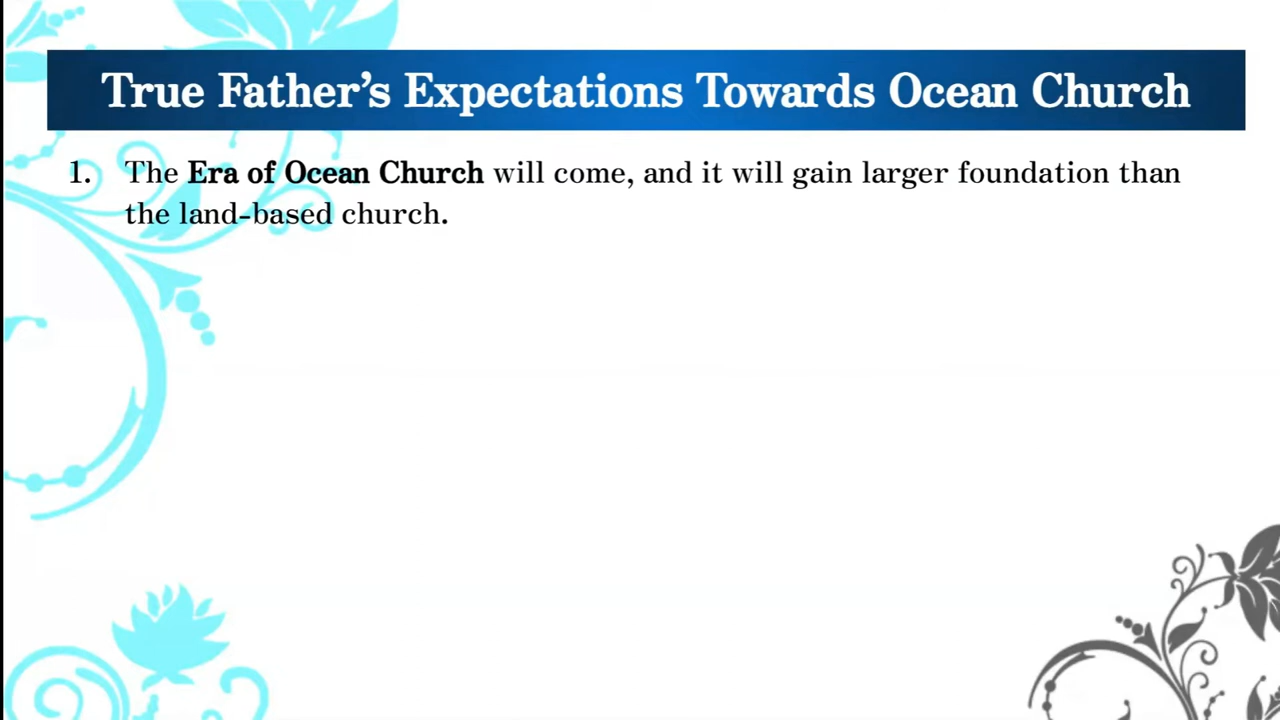 True Father’s Expectations Towards Ocean Church
1. The Era of Ocean Church will come, and it will gain larger foundation than
the land-based church.